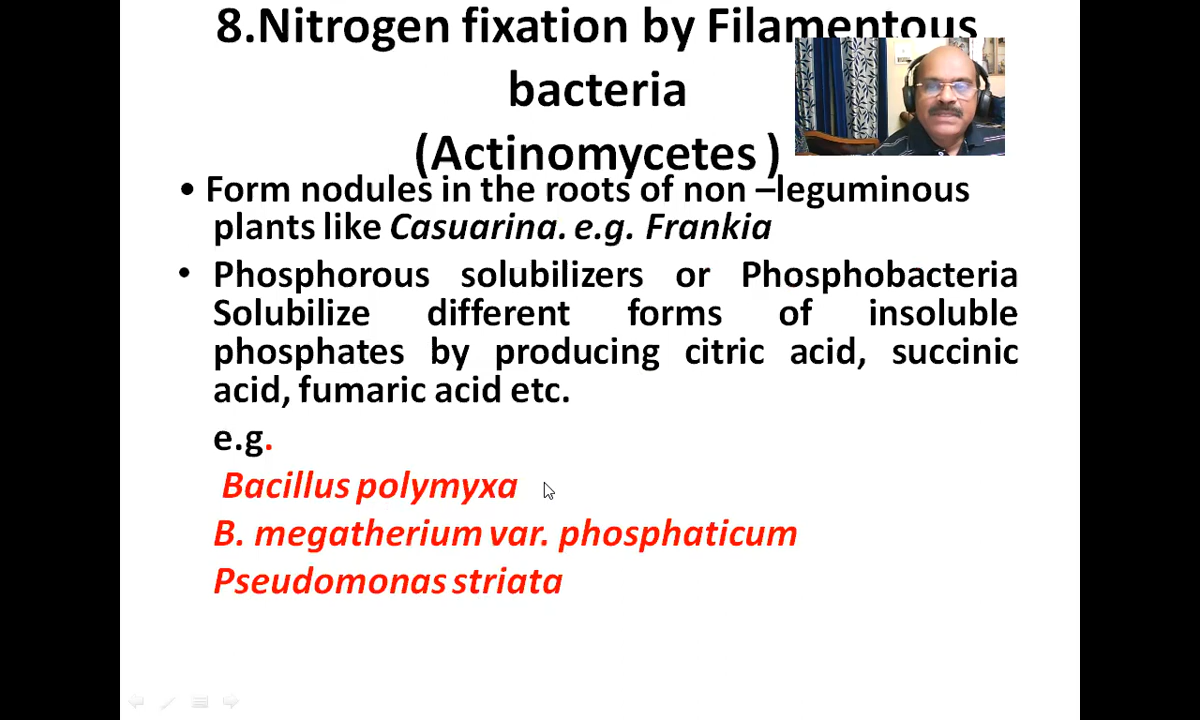 8.Nitrogen fixation by Filamentous
bacteria
(Actinomycetes )
• Form nodules in the roots of non –leguminous
plants like Casuarina. e.g. Frankia
• Phosphorous solubilizers or Phosphobacteria
Solubilize different forms of insoluble
phosphates by producing citric acid, succinic
acid, fumaric acid etc.
e.g.
Bacillus polymyxa
B. megatherium var. phosphaticum
Pseudomonas striata